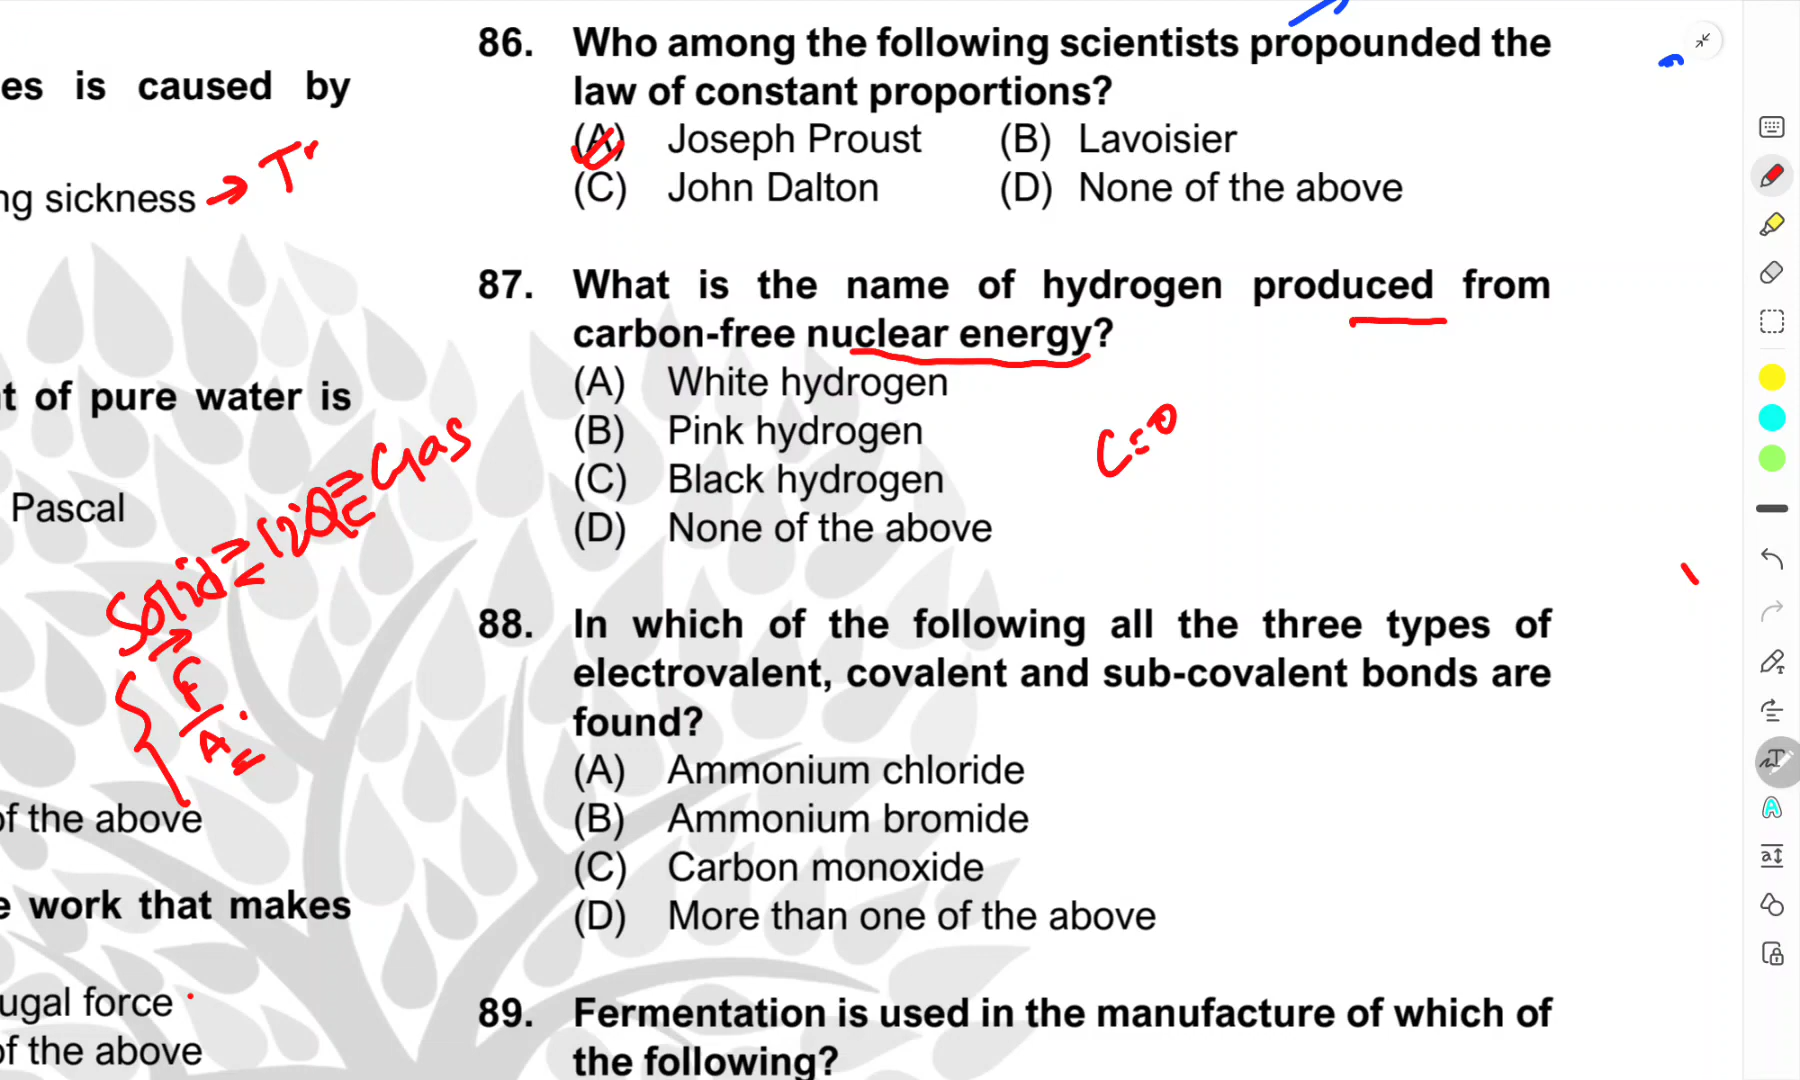 es is caused by
ng sickness → Tr
t of pure water is
Pascal
Solid ⇌ liq ⇌ Gas
of the above
e work that makes
ugal force
of the above
86. Who among the following scientists propounded the
law of constant proportions?
(A) Joseph Proust (B) Lavoisier
(C) John Dalton (D) None of the above
87. What is the name of hydrogen produced from
carbon-free nuclear energy?
(A) White hydrogen
(B) Pink hydrogen
(C) Black hydrogen
(D) None of the above
88. In which of the following all the three types of
electrovalent, covalent and sub-covalent bonds are
found?
(A) Ammonium chloride
(B) Ammonium bromide
(C) Carbon monoxide
(D) More than one of the above
89. Fermentation is used in the manufacture of which of
the following?